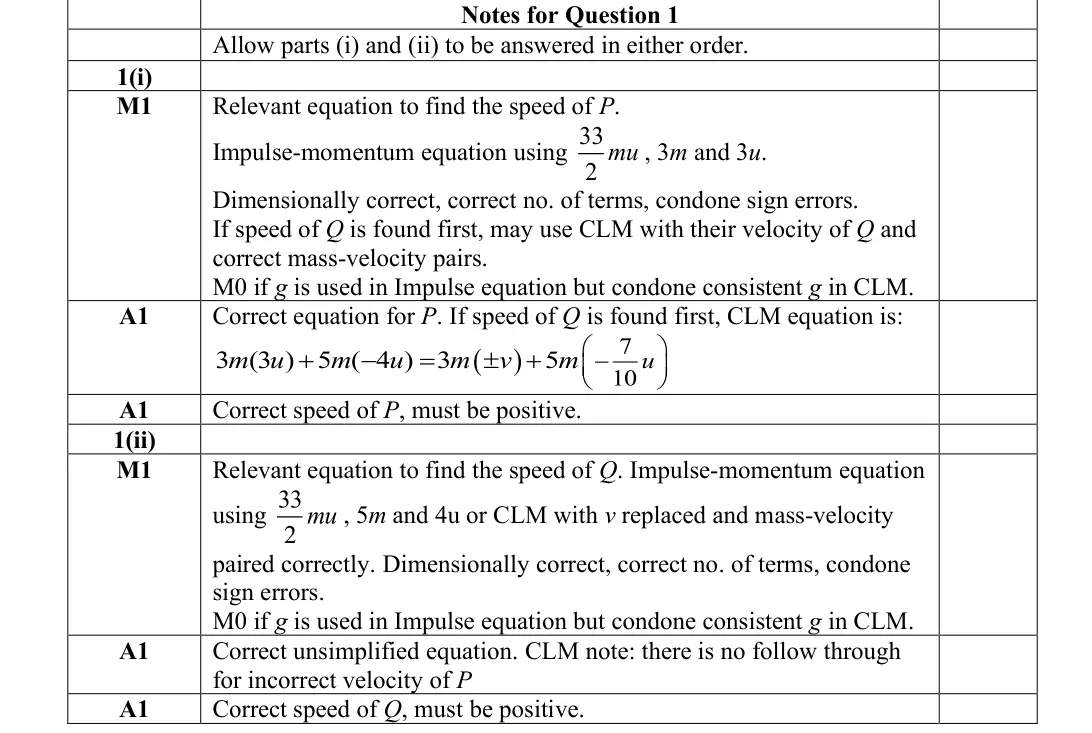 Notes for Question 1
Allow parts (i) and (ii) to be answered in either order.
1(i)
M1 Relevant equation to find the speed of P.
Impulse-momentum equation using 33/2 mu , 3m and 3u.
Dimensionally correct, correct no. of terms, condone sign errors.
If speed of Q is found first, may use CLM with their velocity of Q and
correct mass-velocity pairs.
M0 if g is used in Impulse equation but condone consistent g in CLM.
A1 Correct equation for P. If speed of Q is found first, CLM equation is:
3m(3u)+5m(−4u)=3m(±v)+5m(−7/10 u)
A1 Correct speed of P, must be positive.
1(ii)
M1 Relevant equation to find the speed of Q. Impulse-momentum equation
using 33/2 mu , 5m and 4u or CLM with v replaced and mass-velocity
paired correctly. Dimensionally correct, correct no. of terms, condone
sign errors.
M0 if g is used in Impulse equation but condone consistent g in CLM.
A1 Correct unsimplified equation. CLM note: there is no follow through
for incorrect velocity of P
A1 Correct speed of Q, must be positive.